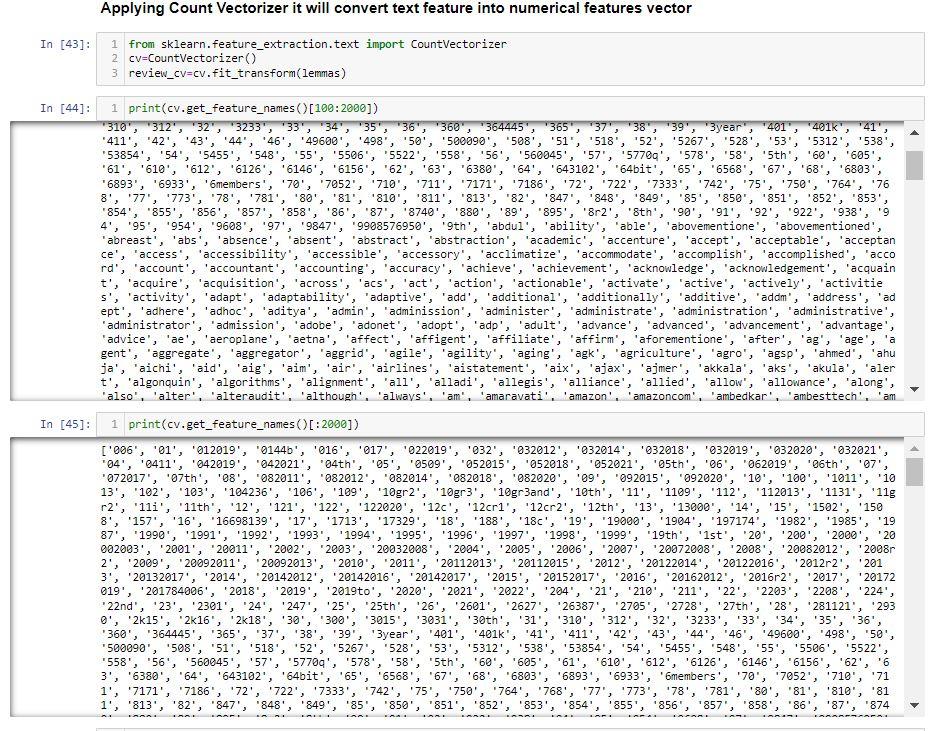 Applying Count Vectorizer it will convert text feature into numerical features vector
In [43]:
1 from sklearn.feature_extraction.text import CountVectorizer
2 cv=CountVectorizer()
3 review_cv=cv.fit_transform(lemmas)
In [44]:
1 print(cv.get_feature_names()[100:2000])
'310', '312', '32', '3233', '33', '34', '35', '36', '360', '364445', '365', '37', '38', '39', '3year', '401', '401k', '41',
'411', '42', '43', '44', '46', '49600', '498', '50', '500090', '508', '51', '518', '52', '5267', '528', '53', '5312', '538',
'53854', '54', '5455', '548', '55', '5506', '5522', '558', '56', '560045', '57', '5770q', '578', '58', '5th', '60', '605',
'61', '610', '612', '6126', '6146', '6156', '62', '63', '6380', '64', '643102', '64bit', '65', '6568', '67', '68', '6803',
'6893', '6933', '6members', '70', '7052', '710', '711', '7171', '7186', '72', '722', '7333', '742', '75', '750', '764', '76
8', '77', '773', '78', '781', '80', '81', '810', '811', '813', '82', '847', '848', '849', '85', '850', '851', '852', '853',
'854', '855', '856', '857', '858', '86', '87', '8740', '880', '89', '895', '8r2', '8th', '90', '91', '92', '922', '938', '9
4', '95', '954', '9608', '97', '9847', '9908576950', '9th', 'abdul', 'ability', 'able', 'abovementione', 'abovementioned',
'abreast', 'abs', 'absence', 'absent', 'abstract', 'abstraction', 'academic', 'accenture', 'accept', 'acceptable', 'acceptan
ce', 'access', 'accessibility', 'accessible', 'accessory', 'acclimatize', 'accommodate', 'accomplish', 'accomplished', 'acco
rd', 'account', 'accountant', 'accounting', 'accuracy', 'achieve', 'achievement', 'acknowledge', 'acknowledgement', 'acquain
t', 'acquire', 'acquisition', 'across', 'acs', 'act', 'action', 'actionable', 'activate', 'active', 'actively', 'activitie
s', 'activity', 'adapt', 'adaptability', 'adaptive', 'add', 'additional', 'additionally', 'additive', 'addm', 'address', 'ad
ept', 'adhere', 'adhoc', 'aditya', 'admin', 'adminission', 'administer', 'administrate', 'administration', 'administrative',
'administrator', 'admission', 'adobe', 'adonet', 'adopt', 'adp', 'adult', 'advance', 'advanced', 'advancement', 'advantage',
'advice', 'ae', 'aeroplane', 'aetna', 'affect', 'affigent', 'affiliate', 'affirm', 'aforementione', 'after', 'ag', 'age', 'a
gent', 'aggregate', 'aggregator', 'aggrid', 'agile', 'agility', 'aging', 'agk', 'agriculture', 'agro', 'agsp', 'ahmed', 'ahu
ja', 'aichi', 'aid', 'aig', 'aim', 'air', 'airlines', 'aistatement', 'aix', 'ajax', 'ajmer', 'akkala', 'aks', 'akula', 'aler
t', 'algonquin', 'algorithms', 'alignment', 'all', 'alladi', 'allegis', 'alliance', 'allied', 'allow', 'allowance', 'along',
'also', 'alter', 'alteraudit', 'although', 'always', 'am', 'amaravati', 'amazon', 'amazoncom', 'ambedkar', 'ambesttech', 'am
In [45]:
1 print(cv.get_feature_names()[:2000])
['006', '01', '012019', '0144b', '016', '017', '022019', '032', '032012', '032014', '032018', '032019', '032020', '032021',
'04', '0411', '042019', '042021', '04th', '05', '0509', '052015', '052018', '052021', '05th', '06', '062019', '06th', '07',
'072017', '07th', '08', '082011', '082012', '082014', '082018', '082020', '09', '092015', '092020', '10', '100', '1011', '10
13', '102', '103', '104236', '106', '109', '10gr2', '10gr3', '10gr3and', '10th', '11', '1109', '112', '112013', '1131', '11g
r2', '11i', '11th', '12', '121', '122', '122020', '12c', '12cr1', '12cr2', '12th', '13', '13000', '14', '15', '1502', '150
8', '157', '16', '16698139', '17', '1713', '17329', '18', '188', '18c', '19', '19000', '1904', '197174', '1982', '1985', '19
87', '1990', '1991', '1992', '1993', '1994', '1995', '1996', '1997', '1998', '1999', '19th', '1st', '20', '200', '2000', '20
002003', '2001', '20011', '2002', '2003', '20032008', '2004', '2005', '2006', '2007', '20072008', '2008', '20082012', '2008r
2', '2009', '20092011', '20092013', '2010', '2011', '20112013', '20112015', '2012', '20122014', '20122016', '2012r2', '201
3', '20132017', '2014', '20142012', '20142016', '20142017', '2015', '20152017', '2016', '20162012', '2016r2', '2017', '20172
019', '201784006', '2018', '2019', '2019to', '2020', '2021', '2022', '204', '21', '210', '211', '22', '2203', '2208', '224',
'22nd', '23', '2301', '24', '247', '25', '25th', '26', '2601', '2627', '26387', '2705', '2728', '27th', '28', '281121', '293
0', '2k15', '2k16', '2k18', '30', '300', '3015', '3031', '30th', '31', '310', '312', '32', '3233', '33', '34', '35', '36',
'360', '364445', '365', '37', '38', '39', '3year', '401', '401k', '41', '411', '42', '43', '44', '46', '49600', '498', '50',
'500090', '508', '51', '518', '52', '5267', '528', '53', '5312', '538', '53854', '54', '5455', '548', '55', '5506', '5522',
'558', '56', '560045', '57', '5770q', '578', '58', '5th', '60', '605', '61', '610', '612', '6126', '6146', '6156', '62', '6
3', '6380', '64', '643102', '64bit', '65', '6568', '67', '68', '6803', '6893', '6933', '6members', '70', '7052', '710', '71
1', '7171', '7186', '72', '722', '7333', '742', '75', '750', '764', '768', '77', '773', '78', '781', '80', '81', '810', '81
1', '813', '82', '847', '848', '849', '85', '850', '851', '852', '853', '854', '855', '856', '857', '858', '86', '87', '874